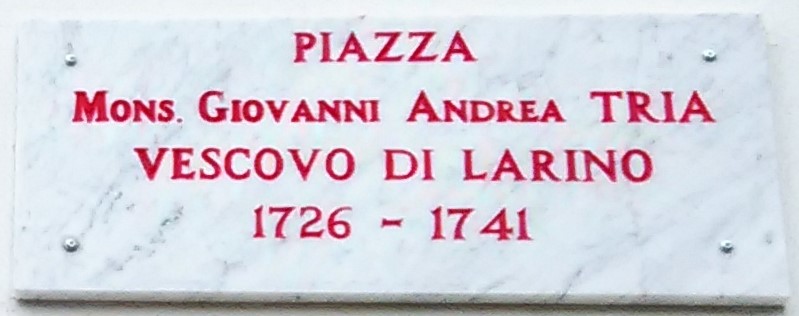 PIAZZA
MONS. GIOVANNI ANDREA TRIA
VESCOVO DI LARINO
1726 - 1741